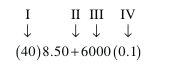 I II III IV
↓ ↓ ↓ ↓
(40)8.50+6000(0.1)